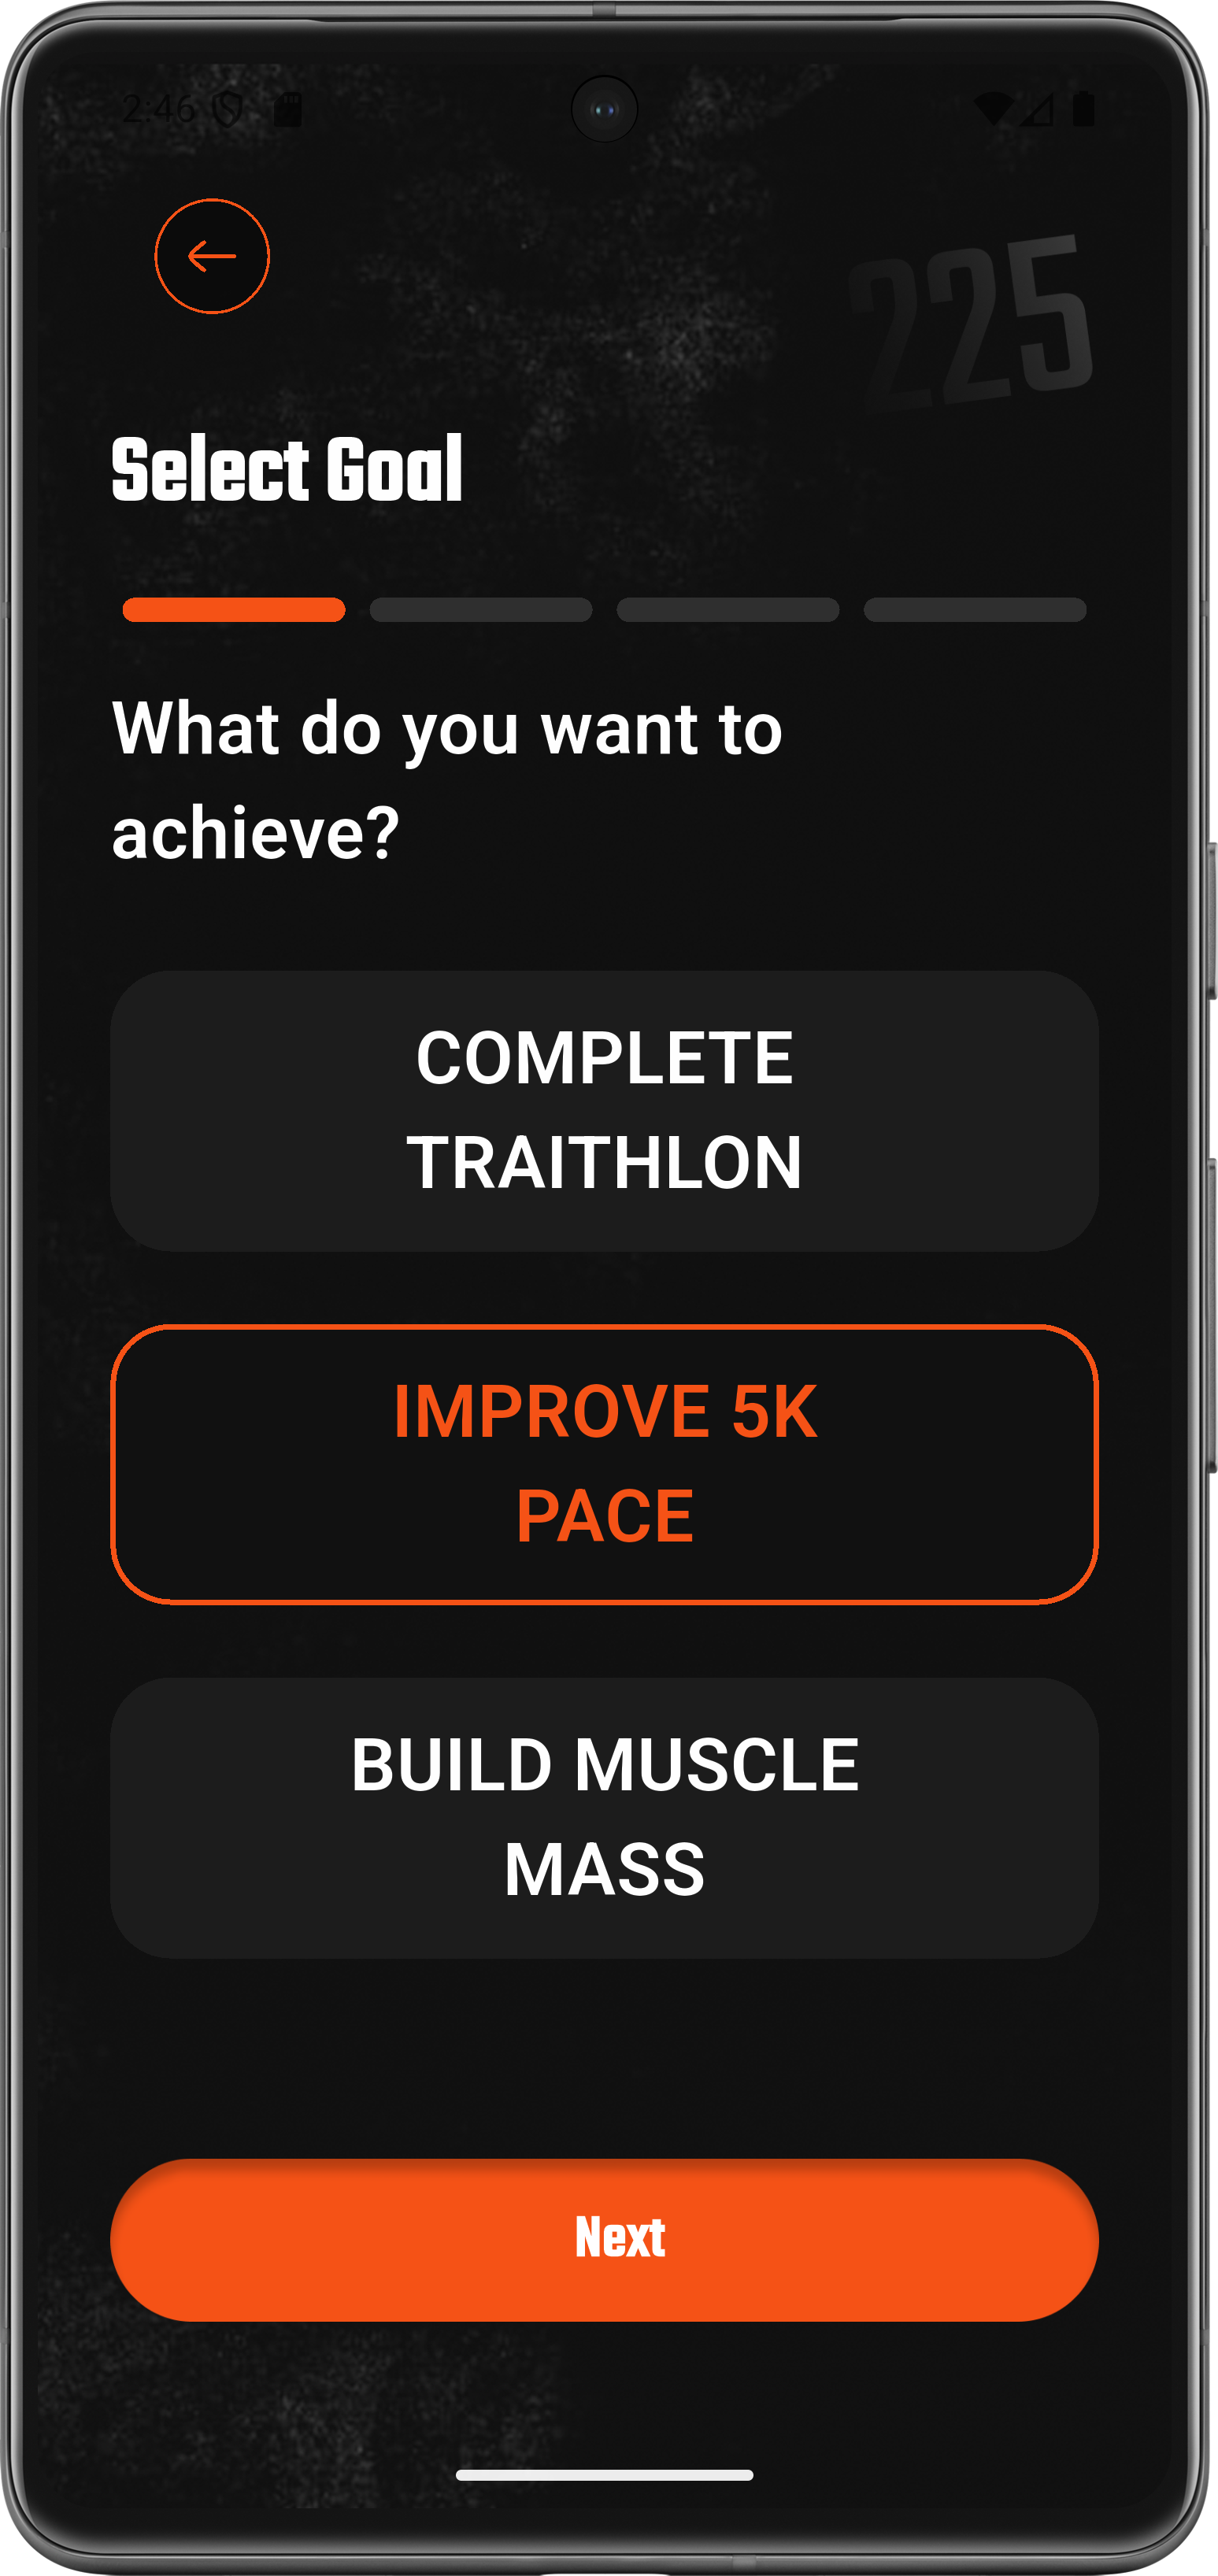 2:46
225
Select Goal
What do you want to
achieve?
COMPLETE
TRAITHLON
IMPROVE 5K
PACE
BUILD MUSCLE
MASS
Next